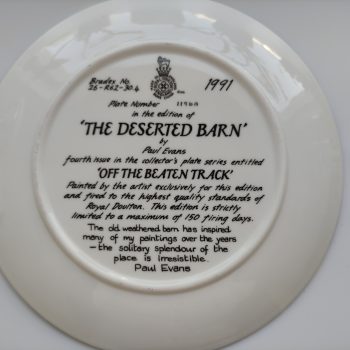 Bradex No.
26-R62-30.4
1991
Plate Number
in the edition of
'THE DESERTED BARN'
by
Paul Evans
fourth issue in the collector's plate series entitled
'OFF THE BEATEN TRACK'
Painted by the artist exclusively for this edition
and fired to the highest quality standards of
Royal Doulton. This edition is strictly
limited to a maximum of 150 firing days.
The old weathered barn has inspired
many of my paintings over the years
— the solitary splendour of the
place is irresistible.
Paul Evans